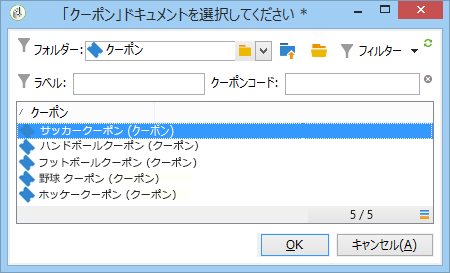 「クーポン」ドキュメントを選択してください *
フォルダー: クーポン フィルター
ラベル: クーポンコード:
クーポン
サッカークーポン (クーポン)
ハンドボールクーポン (クーポン)
フットボールクーポン (クーポン)
野球 クーポン (クーポン)
ホッケークーポン (クーポン)
5 / 5
OK キャンセル(A)